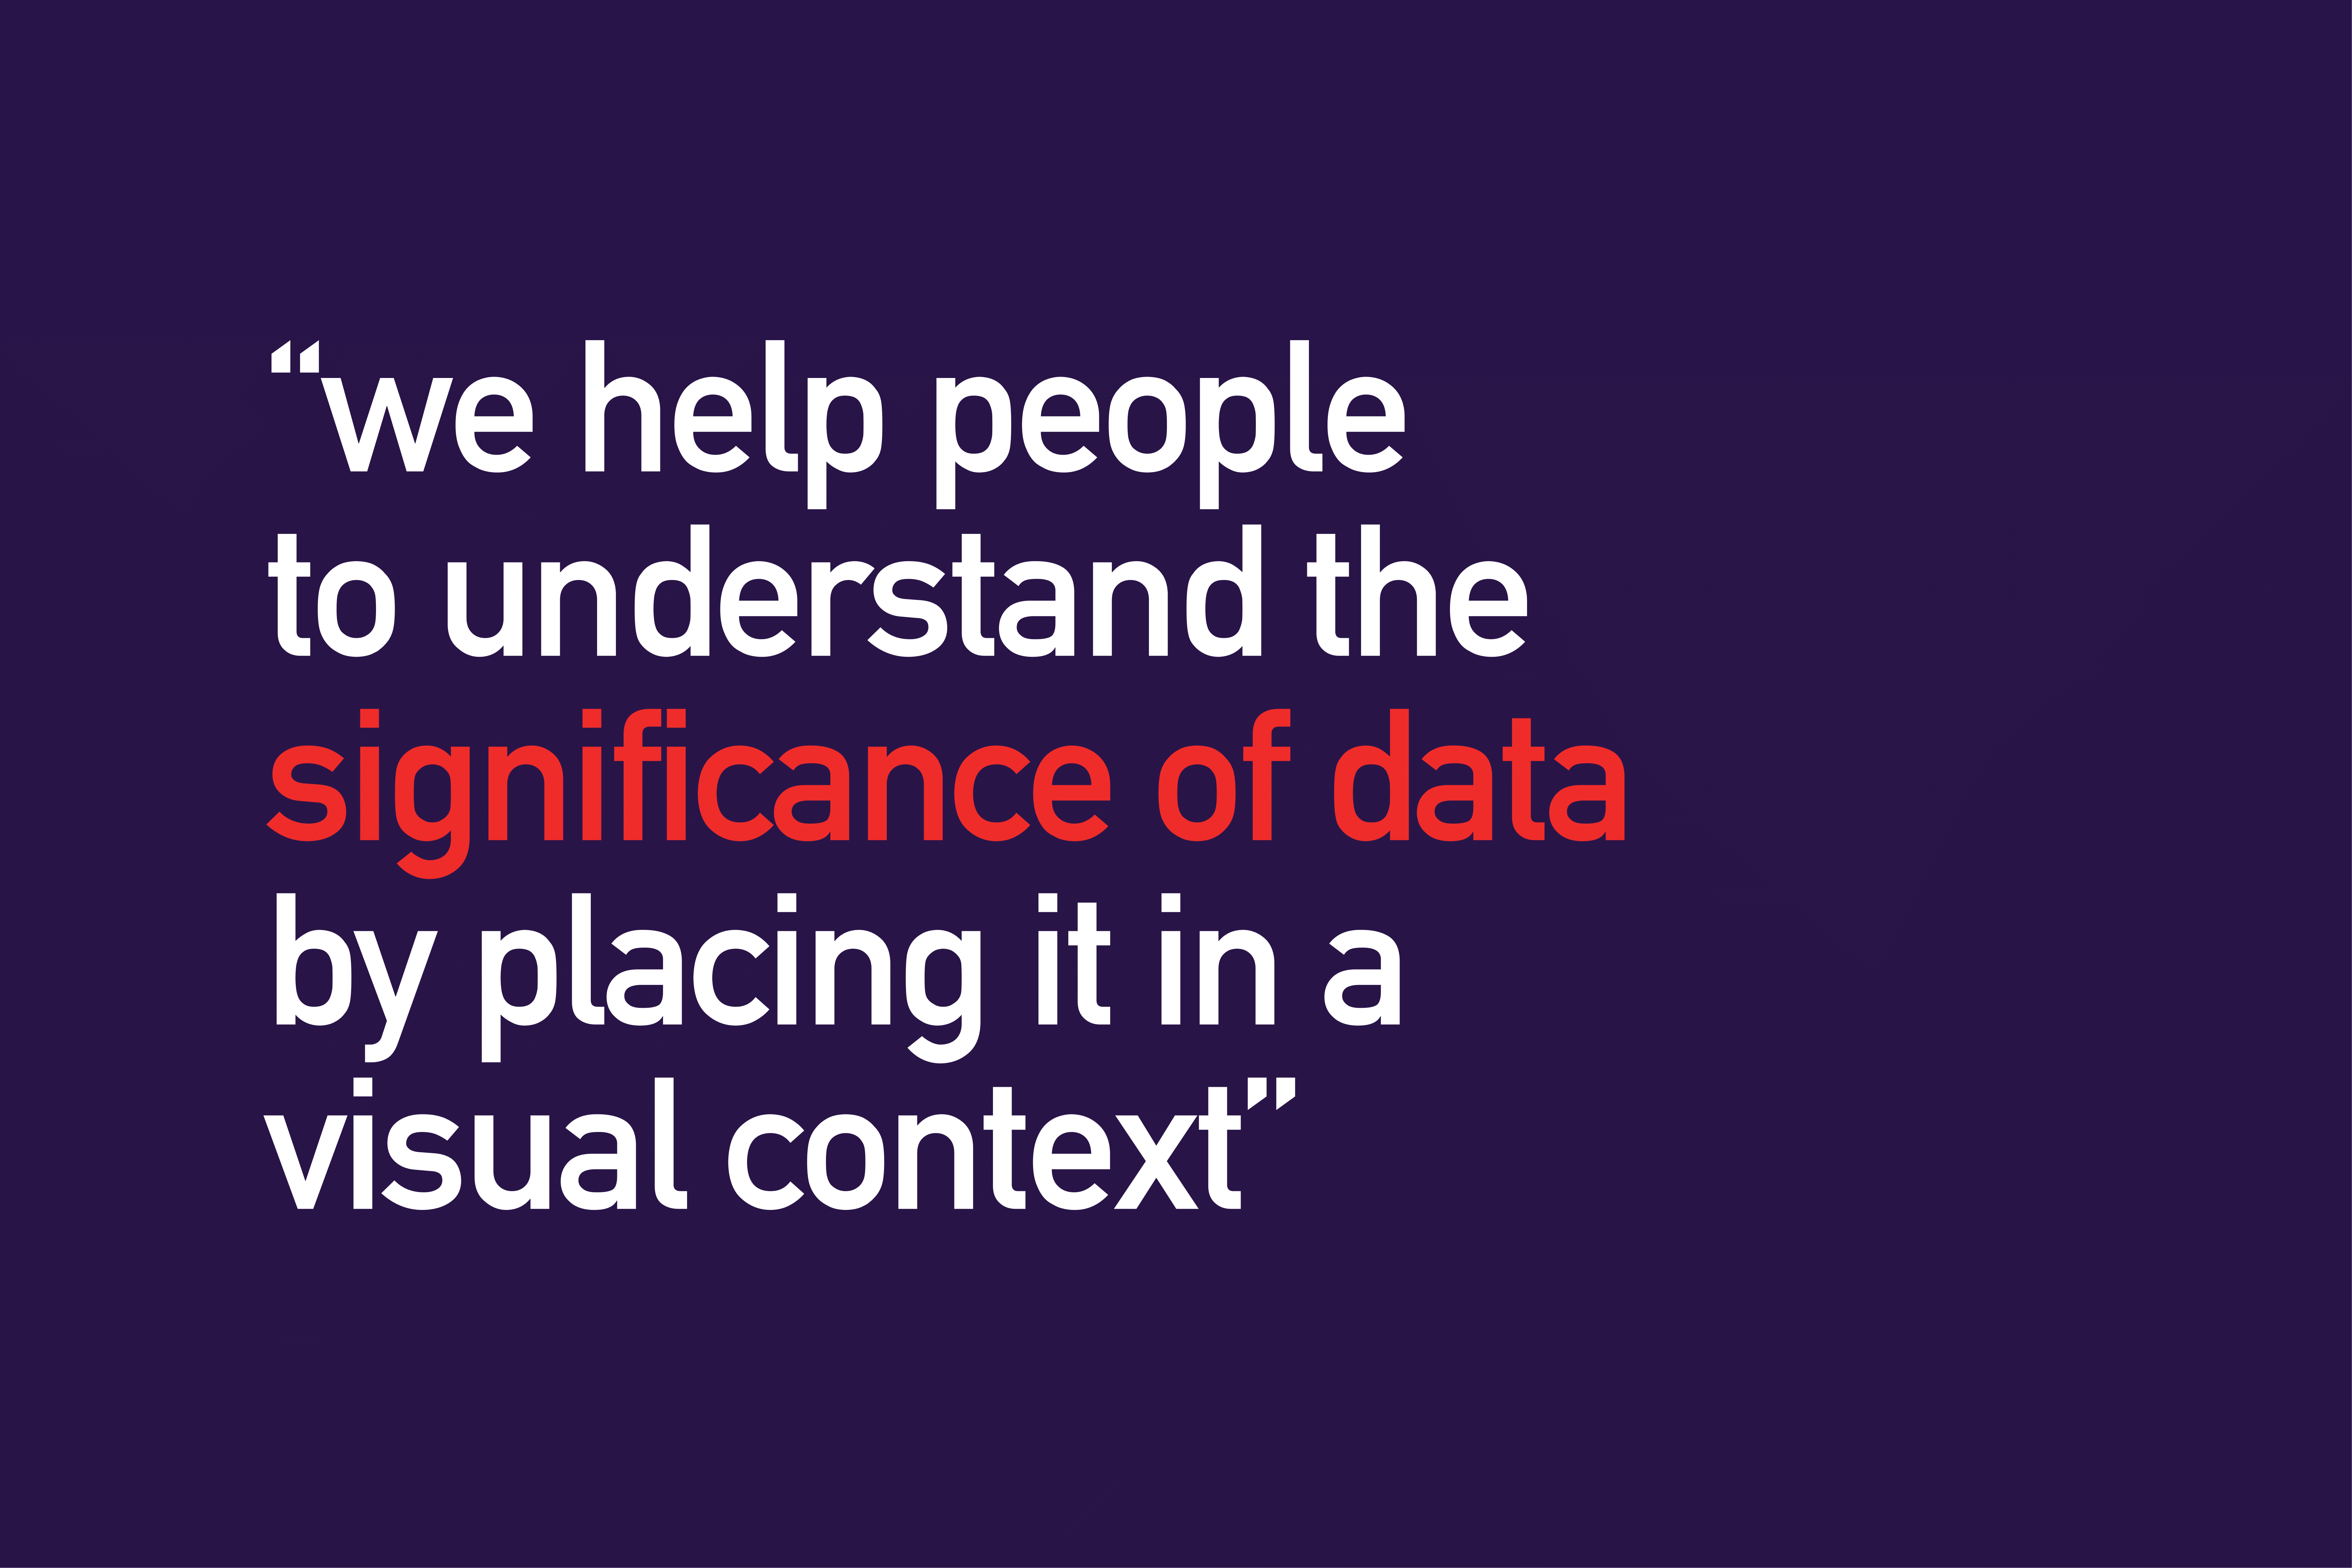 “we help people
to understand the
significance of data
by placing it in a
visual context”